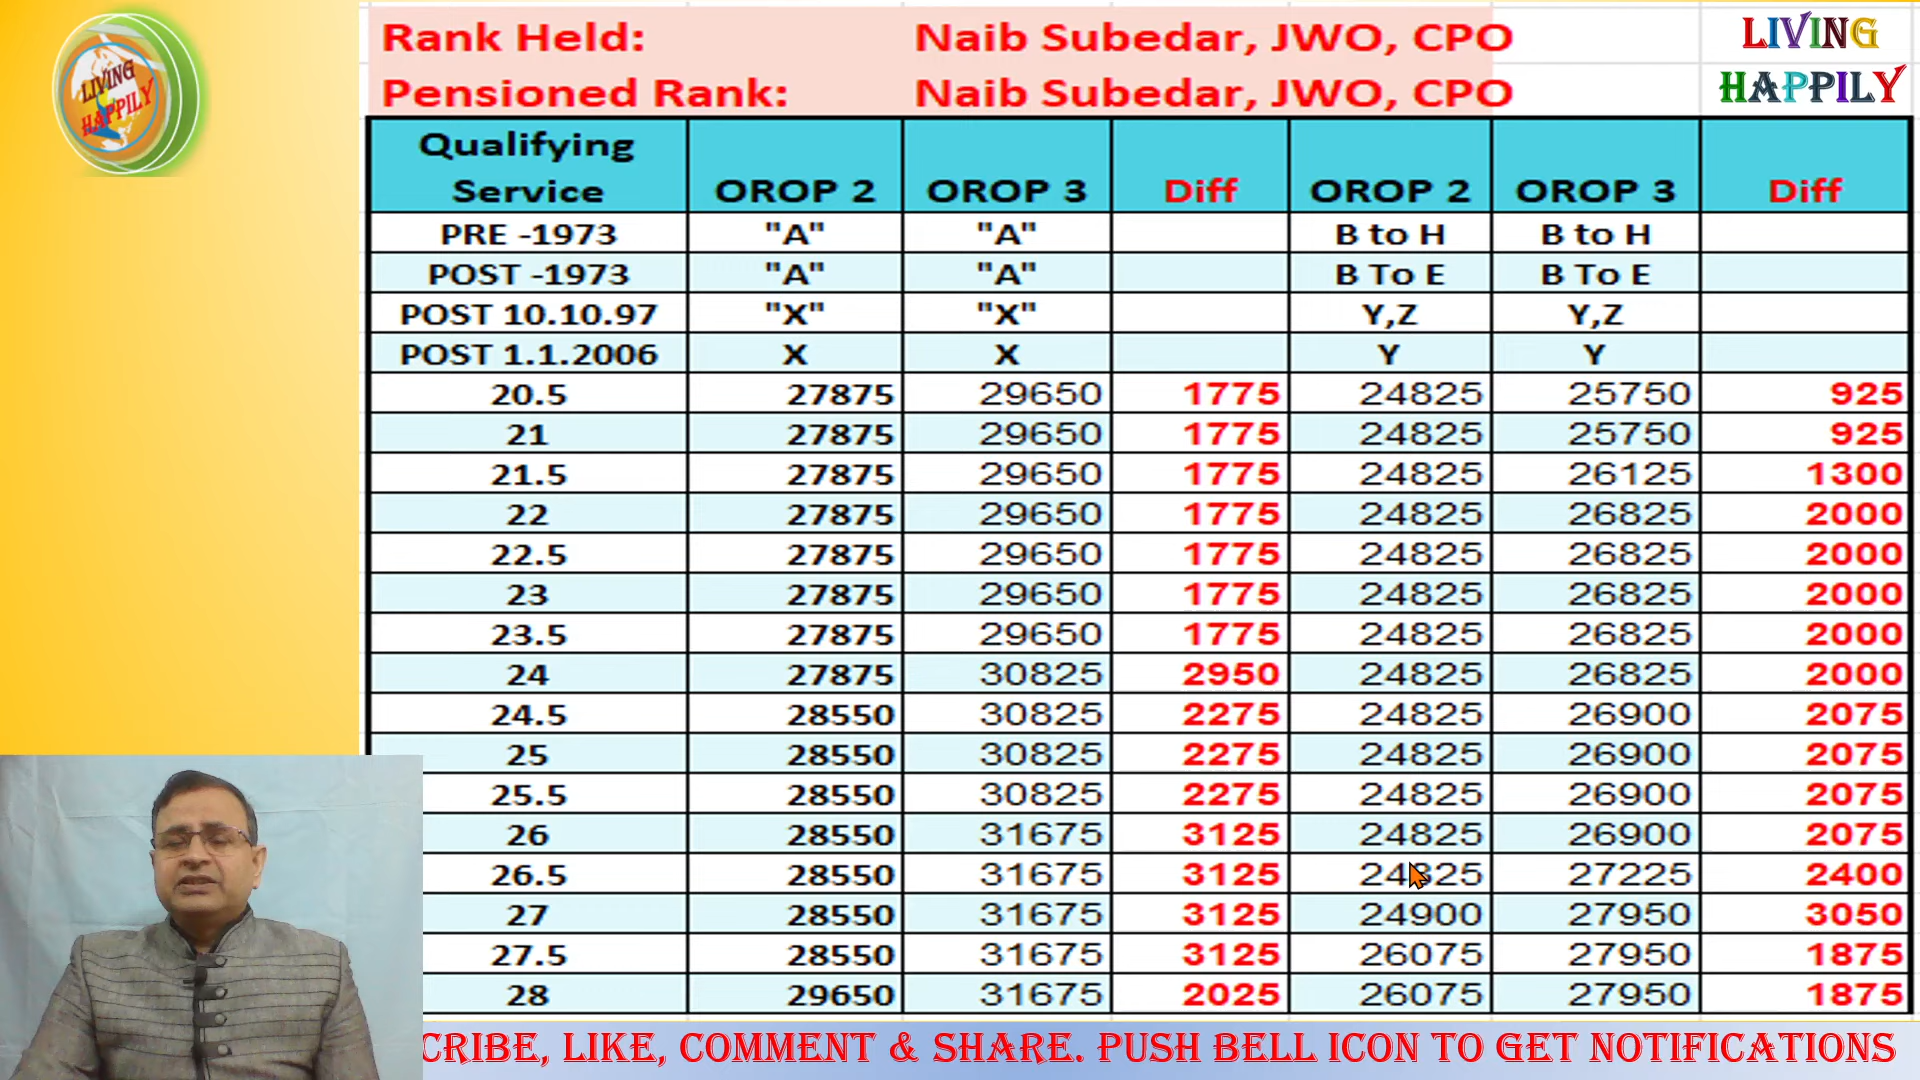 LIVING
HAPPILY
Rank Held: Naib Subedar, JWO, CPO
Pensioned Rank: Naib Subedar, JWO, CPO
LIVING
HAPPILY
Qualifying Service OROP 2 OROP 3 Diff OROP 2 OROP 3 Diff
PRE -1973 "A" "A" B to H B to H
POST -1973 "A" "A" B To E B To E
POST 10.10.97 "X" "X" Y,Z Y,Z
POST 1.1.2006 X X Y Y
20.5 27875 29650 1775 24825 25750 925
21 27875 29650 1775 24825 25750 925
21.5 27875 29650 1775 24825 26125 1300
22 27875 29650 1775 24825 26825 2000
22.5 27875 29650 1775 24825 26825 2000
23 27875 29650 1775 24825 26825 2000
23.5 27875 29650 1775 24825 26825 2000
24 27875 30825 2950 24825 26825 2000
24.5 28550 30825 2275 24825 26900 2075
25 28550 30825 2275 24825 26900 2075
25.5 28550 30825 2275 24825 26900 2075
26 28550 31675 3125 24825 26900 2075
26.5 28550 31675 3125 24825 27225 2400
27 28550 31675 3125 24900 27950 3050
27.5 28550 31675 3125 26075 27950 1875
28 29650 31675 2025 26075 27950 1875
CRIBE, LIKE, COMMENT & SHARE. PUSH BELL ICON TO GET NOTIFICATIONS